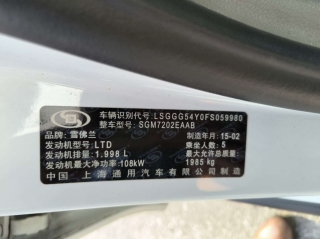 车辆识别代号: LSGGG54Y0FS059980
整车型号: SGM7202EAAB
品牌: 雪佛兰
制造年月: 15-02
发动机型号: LTD
乘坐人数: 5
发动机排量: 1.998 L
最大允许总质量:
发动机最大净功率: 108kW
1985 kg
中国 上海通用汽车有限公司制造